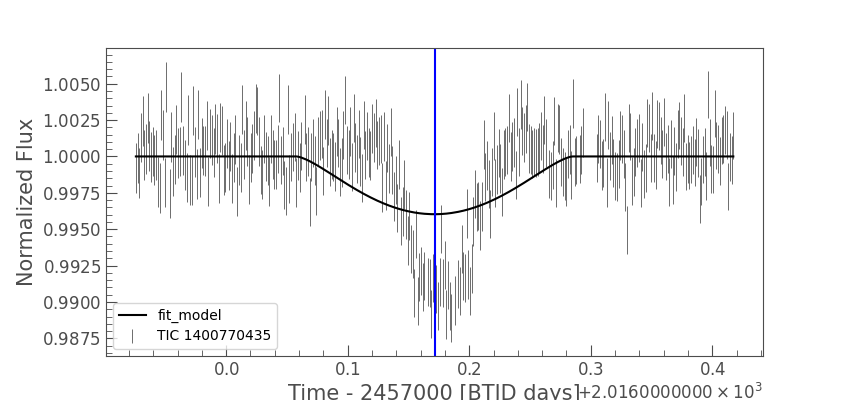 Normalized Flux
1.0050
1.0025
1.0000
0.9975
0.9950
0.9925
0.9900
0.9875
fit_model
TIC 1400770435
0.0 0.1 0.2 0.3 0.4
Time - 2457000 [BTJD days]
+2.0160000000 × 10³